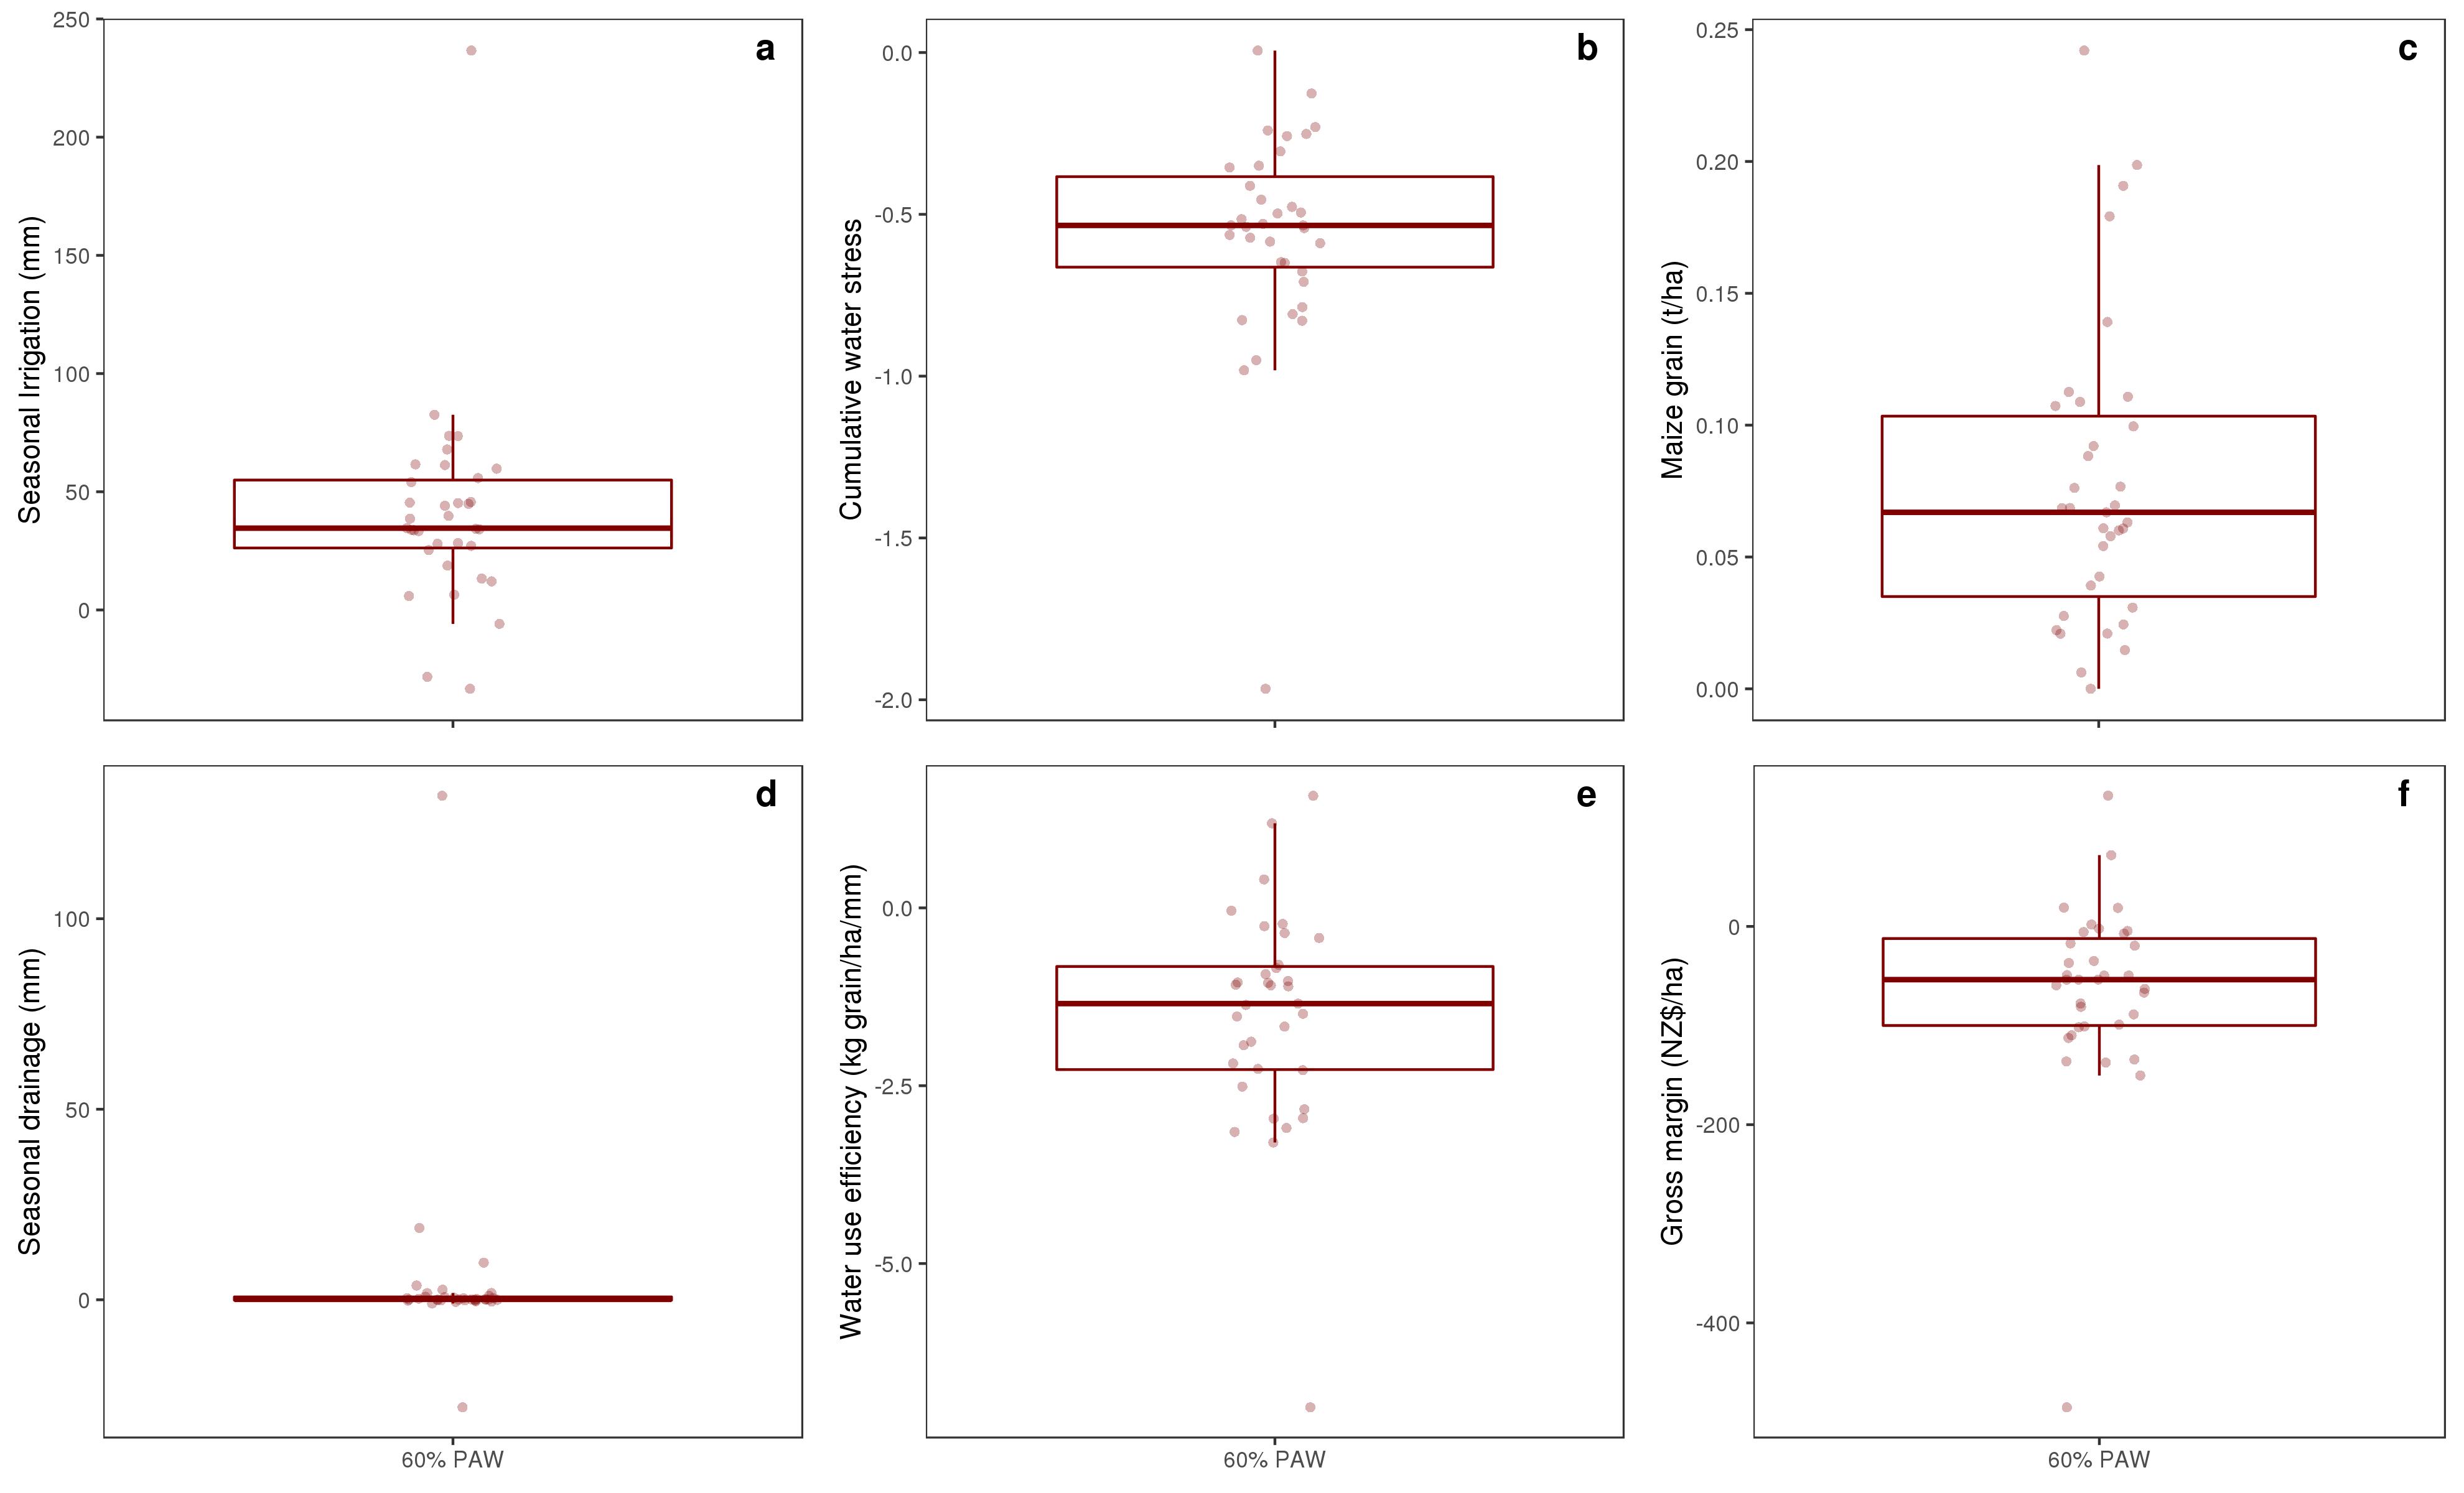 a
Seasonal Irrigation (mm)
250
200
150
100
50
0
b
Cumulative water stress
0.0
-0.5
-1.0
-1.5
-2.0
c
Maize grain (t/ha)
0.25
0.20
0.15
0.10
0.05
0.00
d
Seasonal drainage (mm)
100
50
0
60% PAW
e
Water use efficiency (kg grain/ha/mm)
0.0
-2.5
-5.0
60% PAW
f
Gross margin (NZ$/ha)
0
-200
-400
60% PAW